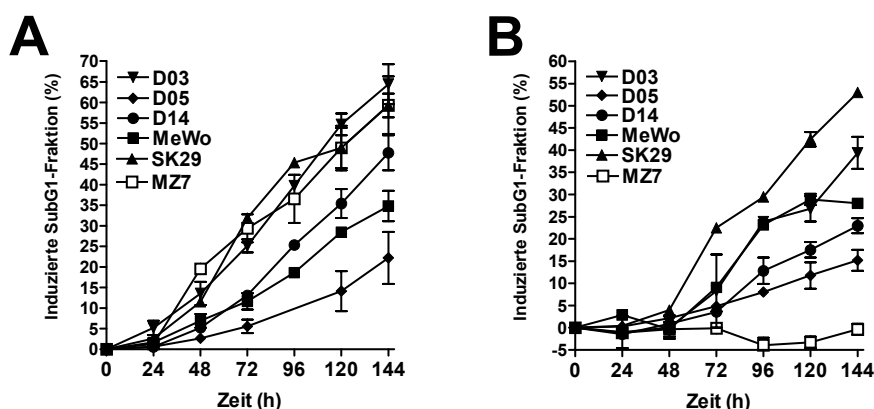 A
Induzierte SubG1-Fraktion (%)
70
65
60
55
50
45
40
35
30
25
20
15
10
5
0
D03
D05
D14
MeWo
SK29
MZ7
0 24 48 72 96 120 144
Zeit (h)
B
Induzierte SubG1-Fraktion (%)
60
55
50
45
40
35
30
25
20
15
10
5
0
-5
D03
D05
D14
MeWo
SK29
MZ7
0 24 48 72 96 120 144
Zeit (h)